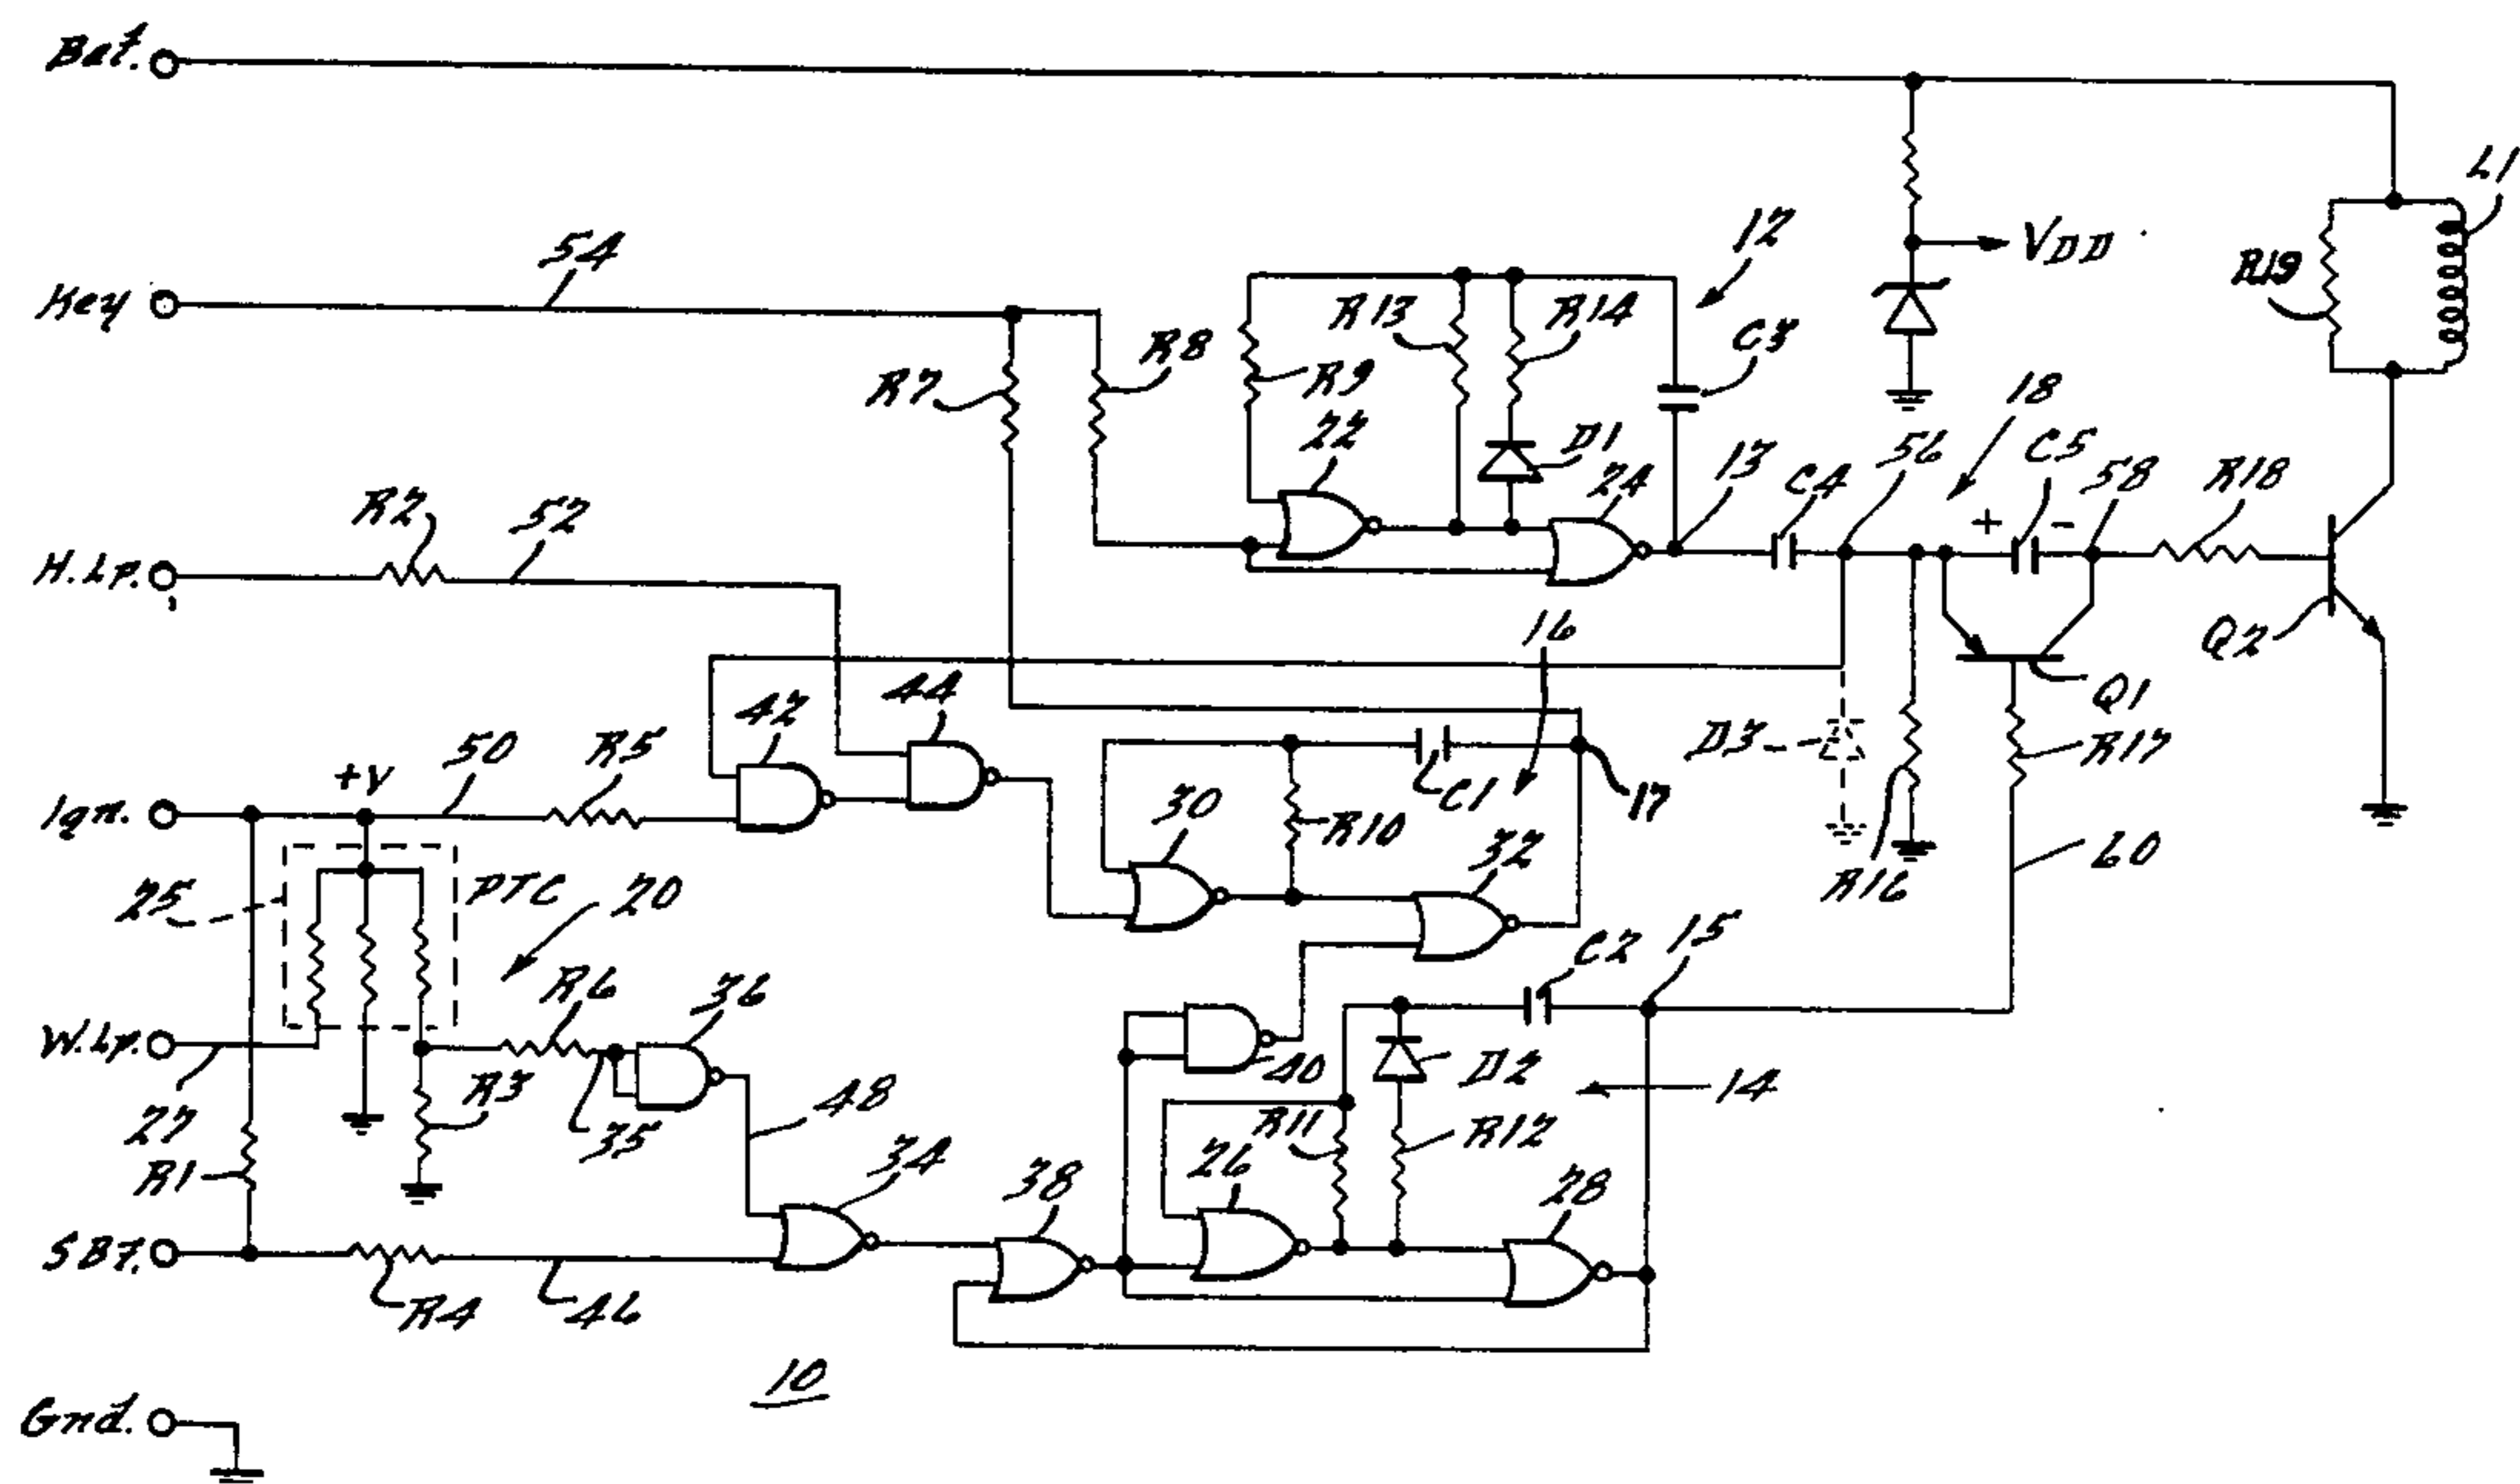 Bat.
L1
VDD
R19
54
12
Key
R13
R14
C3
R8
R7
R9
22
D1
18
24
13
C4
56
C5
58
R18
+ -
R2
52
H.Lp.
16
Q2
42
44
Q1
D3
R17
50
R5
+V
Ign.
C1
17
30
R10
32
60
25
PTC
20
R16
C2
15
R6
36
W.Lp.
40
D2
14
R3
48
27
35
R11
R12
R1
34
38
26
28
SBT.
R4
46
10
Gnd.